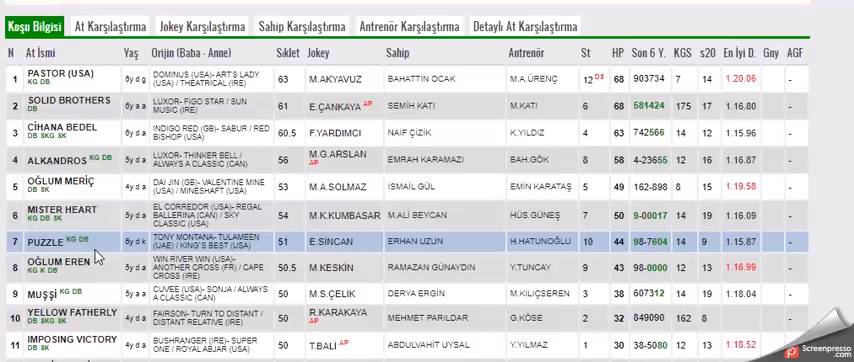 Koşu Bilgisi At Karşılaştırma Jokey Karşılaştırma Sahip Karşılaştırma Antrenör Karşılaştırma Detaylı At Karşılaştırma
N At İsmi Yaş Orijin (Baba - Anne) Sıklet Jokey Sahip Antrenör St HP Son 6 Y. KGS s20 En İyi D. Gny AGF
1 PASTOR (USA) KG DB 8y d g DOMINUS (USA)- ART'S LADY (USA) / THEATRICAL (IRE) 63 M.AKYAVUZ BAHATTİN OCAK M.A.ÜRENÇ 12 DS 68 903734 7 14 1.20.06 -
2 SOLID BROTHERS DB 6y a a LUXOR- FIGO STAR / SUN MUSIC (IRE) 61 E.ÇANKAYA AP SEMİH KATI M.KATI 6 68 581424 175 17 1.16.80 -
3 CİHANA BEDEL DB SKG SK 6y d a INDIGO RED (GB)- SABUR / RED BISHOP (USA) 60,5 F.YARDIMCI NAİF ÇİZİK K.YILDIZ 4 63 742566 14 12 1.15.96 -
4 ALKANDROS KG DB 6y a a LUXOR- THINKER BELL / ALWAYS A CLASSIC (CAN) 56 M.G.ARSLAN AP EMRAH KARAMAZI BAH.GÖK 8 58 4-23655 12 16 1.16.87 -
5 OĞLUM MERİÇ DB SK 4y d a DAI JIN (GB)- VALENTINE MINE (USA) / MINESHAFT (USA) 53 M.A.SOLMAZ İSMAİL GÜL EMİN KARATAŞ 5 49 162-898 8 15 1.19.58 -
6 MISTER HEART KG DB SK 5y d a EL CORREDOR (USA)- REGAL BALLERINA (CAN) / SKY CLASSIC (USA) 54 M.K.KUMBASAR M.ALİ BEYCAN HÜS.GÜNEŞ 7 50 9-00017 14 9 1.16.09 -
7 PUZZLE KG DB 5y d k TONY MONTANA- TULAMEEN (UAE) / KING'S BEST (USA) 51 E.SİNCAN ERHAN UZUN H.HATUNOĞLU 10 44 98-7604 14 9 1.15.87 -
8 OĞLUM EREN KG K DB 5y d a WIN RIVER WIN (USA)- ANOTHER CROSS (FR) / CAPE CROSS (IRE) 50,5 M.KESKİN RAMAZAN GÜNAYDIN Y.TUNCAY 9 43 98-0000 12 13 1.16.99 -
9 MUŞŞİ KG DB 5y a a CUVEE (USA)- SONJA / ALWAYS A CLASSIC (CAN) 50 M.S.ÇELİK DERYA ERGİN M.KILIÇSEREN 3 38 607312 14 19 1.18.04 -
10 YELLOW FATHERLY DB SKG SK 4y d a FAIRSON- TURN TO DISTANT / DISTANT RELATIVE (IRE) 50 R.KARAKAYA AP MEHMET PARILDAR G.KÖSE 2 32 849090 162 8 -
11 IMPOSING VICTORY DB SK 4y d a BUSHRANGER (IRE)- SUPER ONE / ROYAL ABJAR (USA) 50 T.BALİ AP ABDULVAHİT UYSAL Y.YILMAZ 1 30 38-5080 12 13 1.18.52
Screenpresso
.com